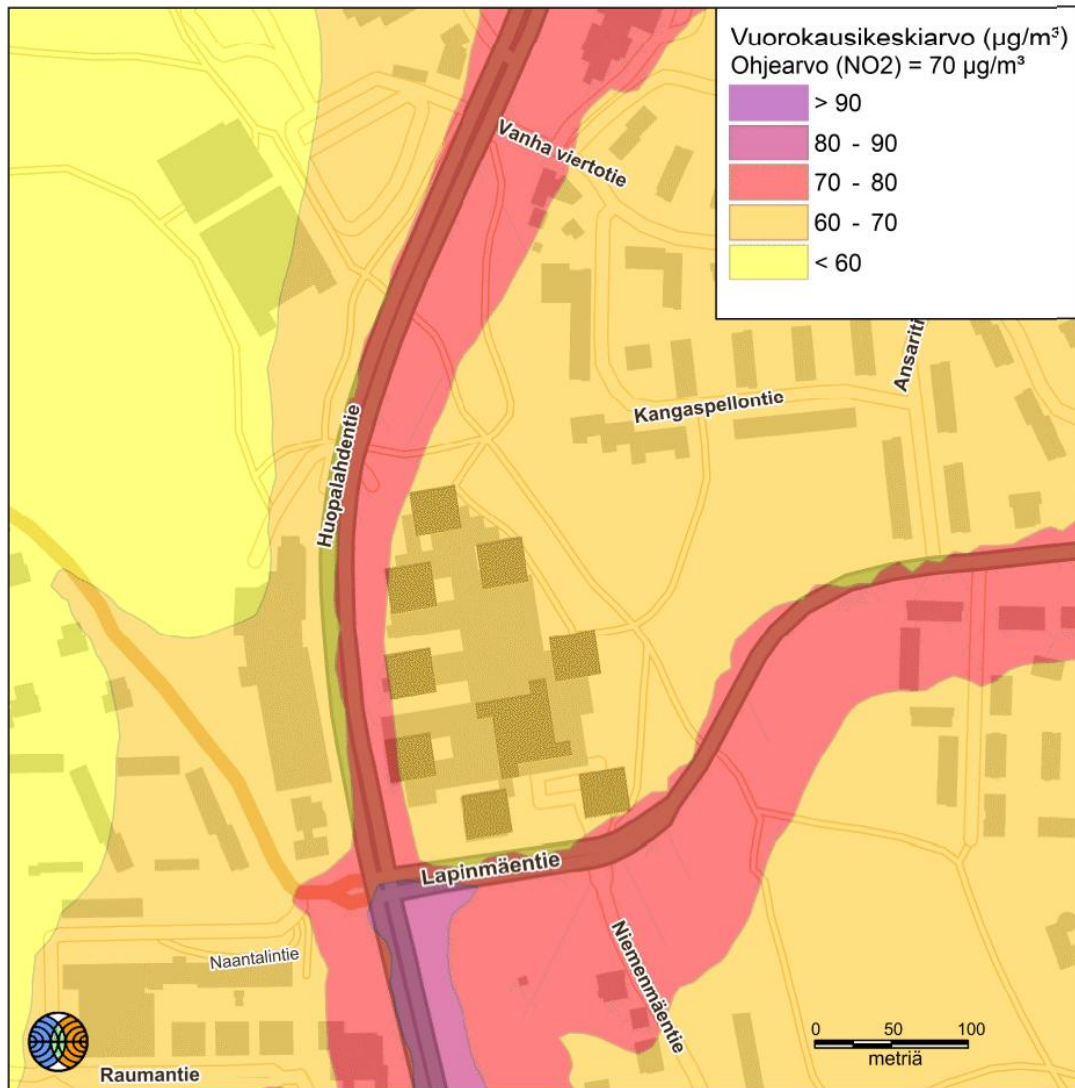 Vuorokausikeskiarvo (µg/m³)
Ohjearvo (NO2) = 70 µg/m³
> 90
80 - 90
70 - 80
60 - 70
< 60
Vanha viertotie
Ansariti
Kangaspellontie
Huopalahdentie
Lapinmäentie
Naantalintie
Niemenmäentie
0 50 100
metriä
Raumantie